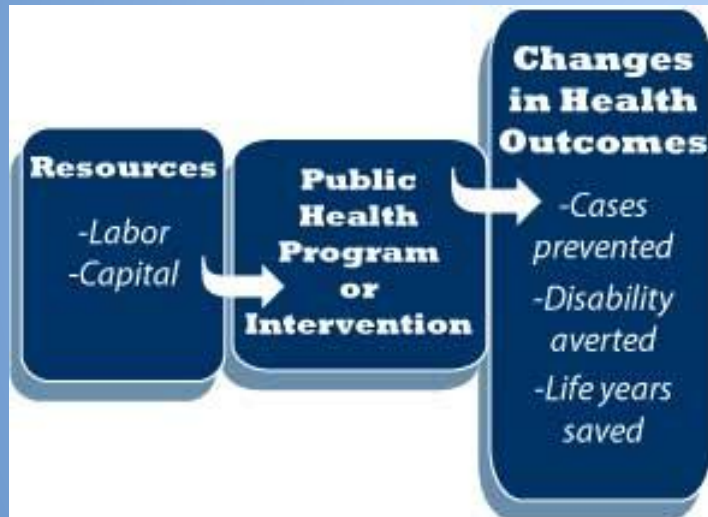 Resources
-Labor
-Capital
Public
Health
Program
or
Intervention
Changes
in Health
Outcomes
-Cases
prevented
-Disability
averted
-Life years
saved